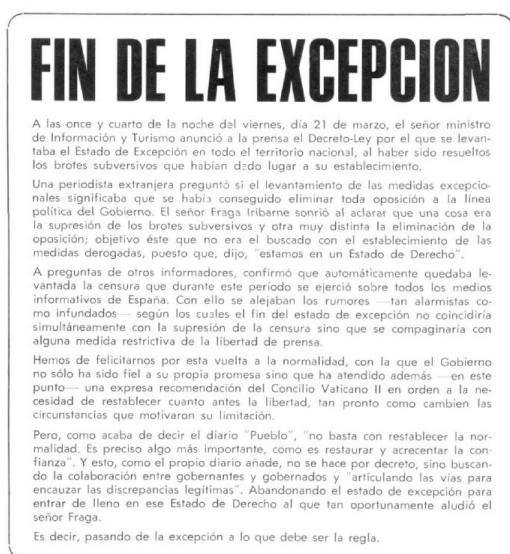 FIN DE LA EXCEPCION
A las once y cuarto de la noche del viernes, día 21 de marzo, el señor ministro
de Información y Turismo anunció a la prensa el Decreto-Ley por el que se levan-
taba el Estado de Excepción en todo el territorio nacional, al haber sido resueltos
los brotes subversivos que habían dado lugar a su establecimiento.
Una periodista extranjera preguntó si el levantamiento de las medidas excepcio-
nales significaba que se había conseguido eliminar toda oposición a la línea
política del Gobierno. El señor Fraga Iribarne sonrió al aclarar que una cosa era
la supresión de los brotes subversivos y otra muy distinta la eliminación de la
oposición; objetivo éste que no era el buscado con el establecimiento de las
medidas derogadas, puesto que, dijo, "estamos en un Estado de Derecho".
A preguntas de otros informadores, confirmó que automáticamente quedaba le-
vantada la censura que durante este período se ejerció sobre todos los medios
informativos de España. Con ello se alejaban los rumores —tan alarmistas co-
mo infundados— según los cuales el fin del estado de excepción no coincidiría
simultáneamente con la supresión de la censura sino que se compaginaría con
alguna medida restrictiva de la libertad de prensa.
Hemos de felicitarnos por esta vuelta a la normalidad, con la que el Gobierno
no sólo ha sido fiel a su propia promesa sino que ha atendido además —en este
punto— una expresa recomendación del Concilio Vaticano II en orden a la ne-
cesidad de restablecer cuanto antes la libertad, tan pronto como cambien las
circunstancias que motivaron su limitación.
Pero, como acaba de decir el diario "Pueblo", "no basta con restablecer la nor-
malidad. Es preciso algo más importante, como es restaurar y acrecentar la con-
fianza". Y esto, como el propio diario añade, no se hace por decreto, sino buscan-
do la colaboración entre gobernantes y gobernados y "articulando las vías para
encauzar las discrepancias legítimas". Abandonando el estado de excepción para
entrar de lleno en ese Estado de Derecho al que tan oportunamente aludió el
señor Fraga.
Es decir, pasando de la excepción a lo que debe ser la regla.